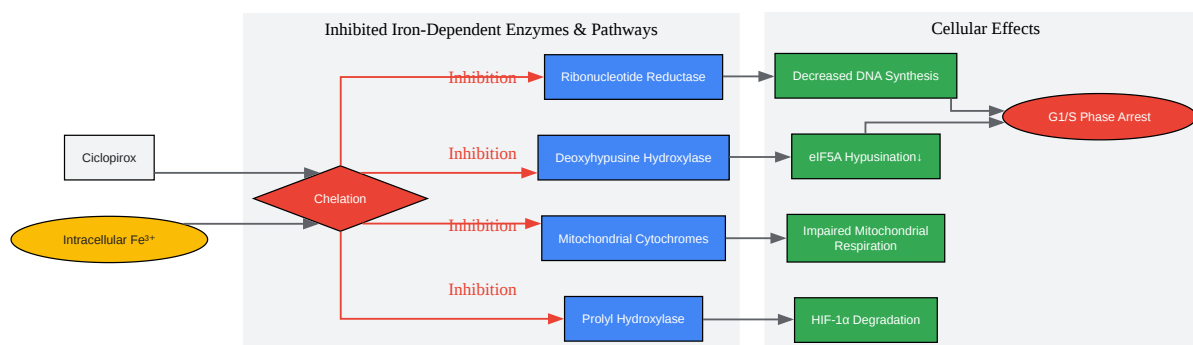 Inhibited Iron-Dependent Enzymes & Pathways
Cellular Effects
Inhibition
Ribonucleotide Reductase
Decreased DNA Synthesis
G1/S Phase Arrest
Ciclopirox
Inhibition
Deoxyhypusine Hydroxylase
eIF5A Hypusination↓
Chelation
Intracellular Fe³⁺
Inhibition
Mitochondrial Cytochromes
Impaired Mitochondrial
Respiration
Inhibition
Prolyl Hydroxylase
HIF-1α Degradation